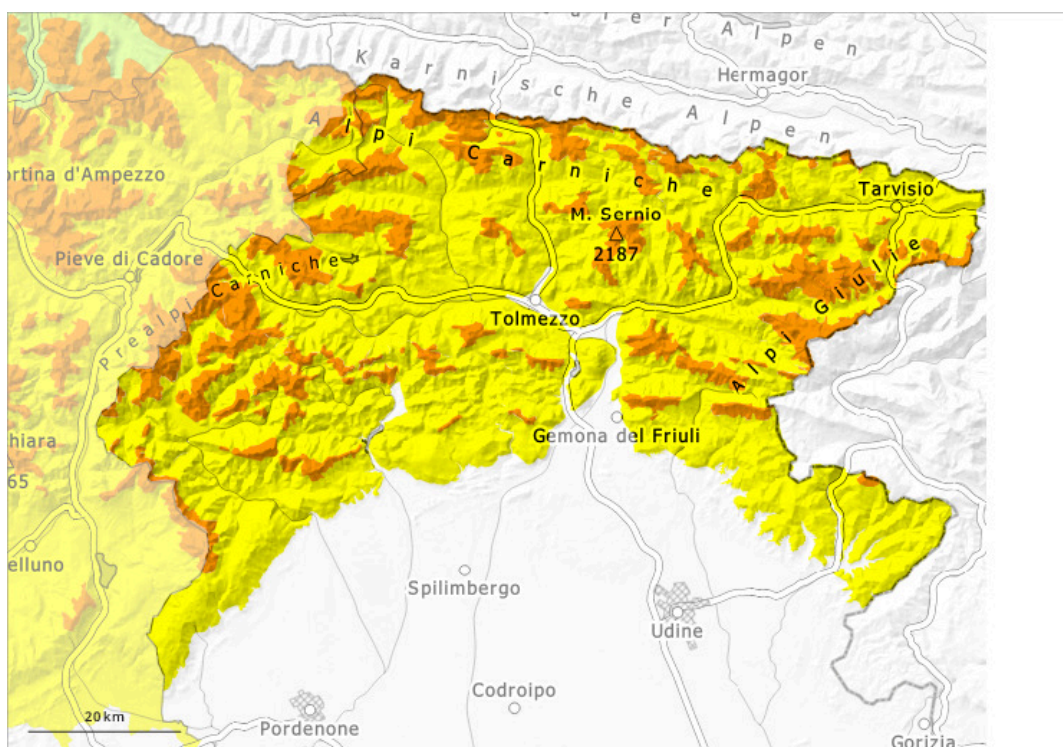 Alpen
Karnische Alpen
Hermagor
Alpi Carniche
ortina d'Ampezzo
Tarvisio
M. Sernio
2187
Pieve di Cadore
Prealpi Carniche
Alpi Giulie
Tolmezzo
Gemona del Friuli
hiara
65
elluno
Spilimbergo
Udine
Codroipo
20 km
Pordenone
Gorizia